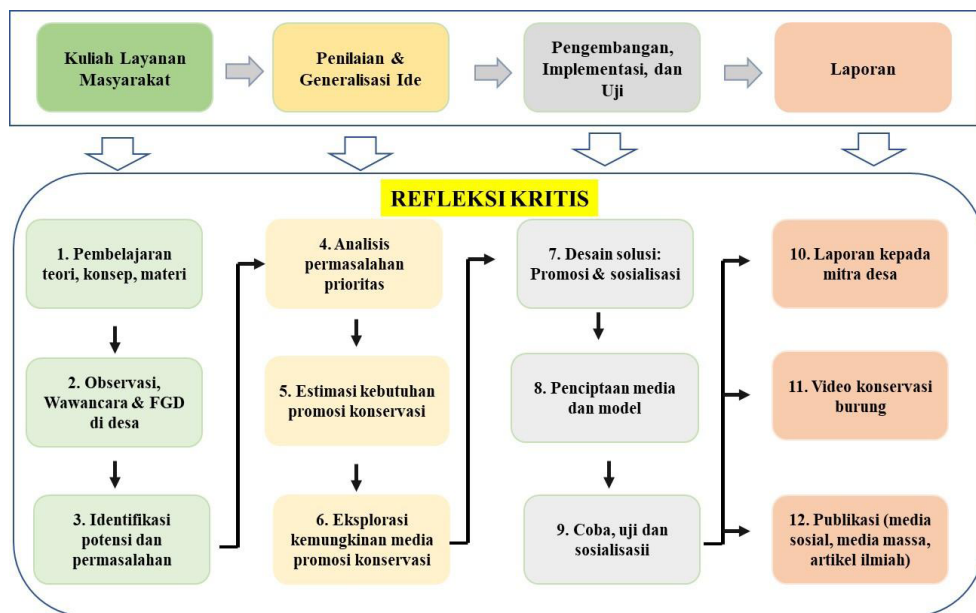 Kuliah Layanan
Masyarakat
Penilaian &
Generalisasi Ide
Pengembangan,
Implementasi, dan
Uji
Laporan
REFLEKSI KRITIS
1. Pembelajaran
teori, konsep, materi
2. Observasi,
Wawancara & FGD
di desa
3. Identifikasi
potensi dan
permasalahan
4. Analisis
permasalahan
prioritas
5. Estimasi kebutuhan
promosi konservasi
6. Eksplorasi
kemungkinan media
promosi konservasi
7. Desain solusi:
Promosi & sosialisasi
8. Penciptaan media
dan model
9. Coba, uji dan
sosialisasii
10. Laporan kepada
mitra desa
11. Video konservasi
burung
12. Publikasi (media
sosial, media massa,
artikel ilmiah)